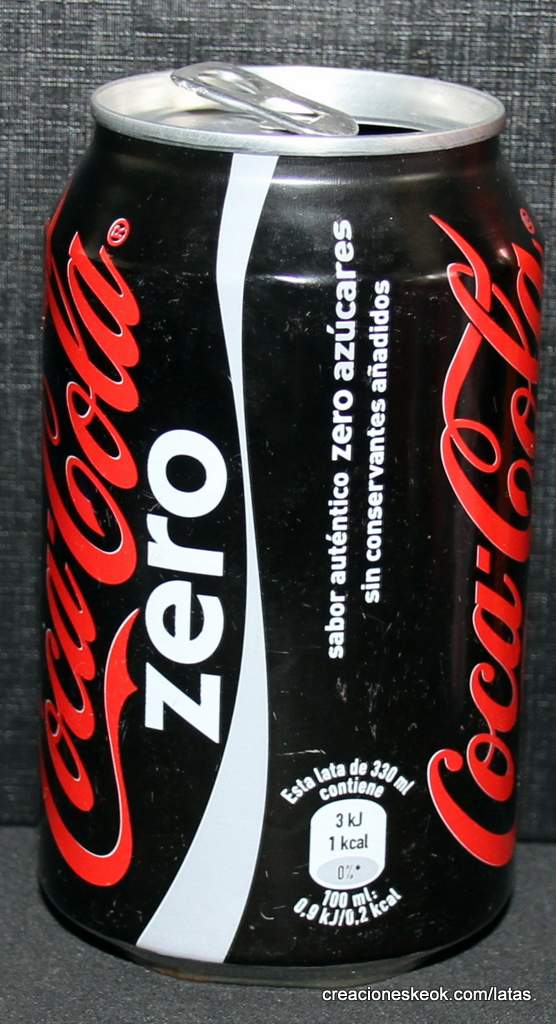 Coca-Cola®
zero
sabor auténtico zero azúcares
sin conservantes añadidos
Coca-Cola®
Esta lata de 330 ml
contiene
3 kJ
1 kcal
0%*
100 ml:
0,9 kJ/0,2 kcal
creacioneskeok.com/latas